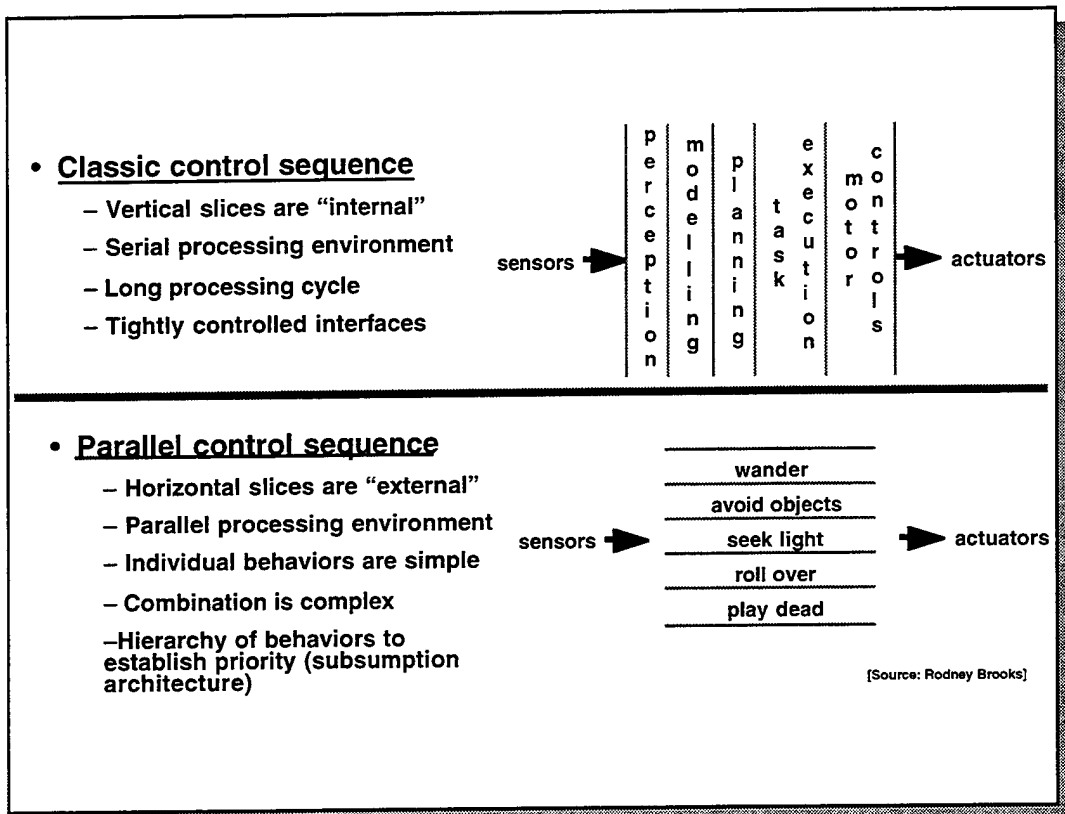 • Classic control sequence
– Vertical slices are “internal”
– Serial processing environment
– Long processing cycle
– Tightly controlled interfaces
sensors
perception
modelling
planning
task
execution
motor
controls
actuators
• Parallel control sequence
– Horizontal slices are “external”
– Parallel processing environment
– Individual behaviors are simple
– Combination is complex
–Hierarchy of behaviors to
establish priority (subsumption
architecture)
sensors
wander
avoid objects
seek light
roll over
play dead
actuators
[Source: Rodney Brooks]